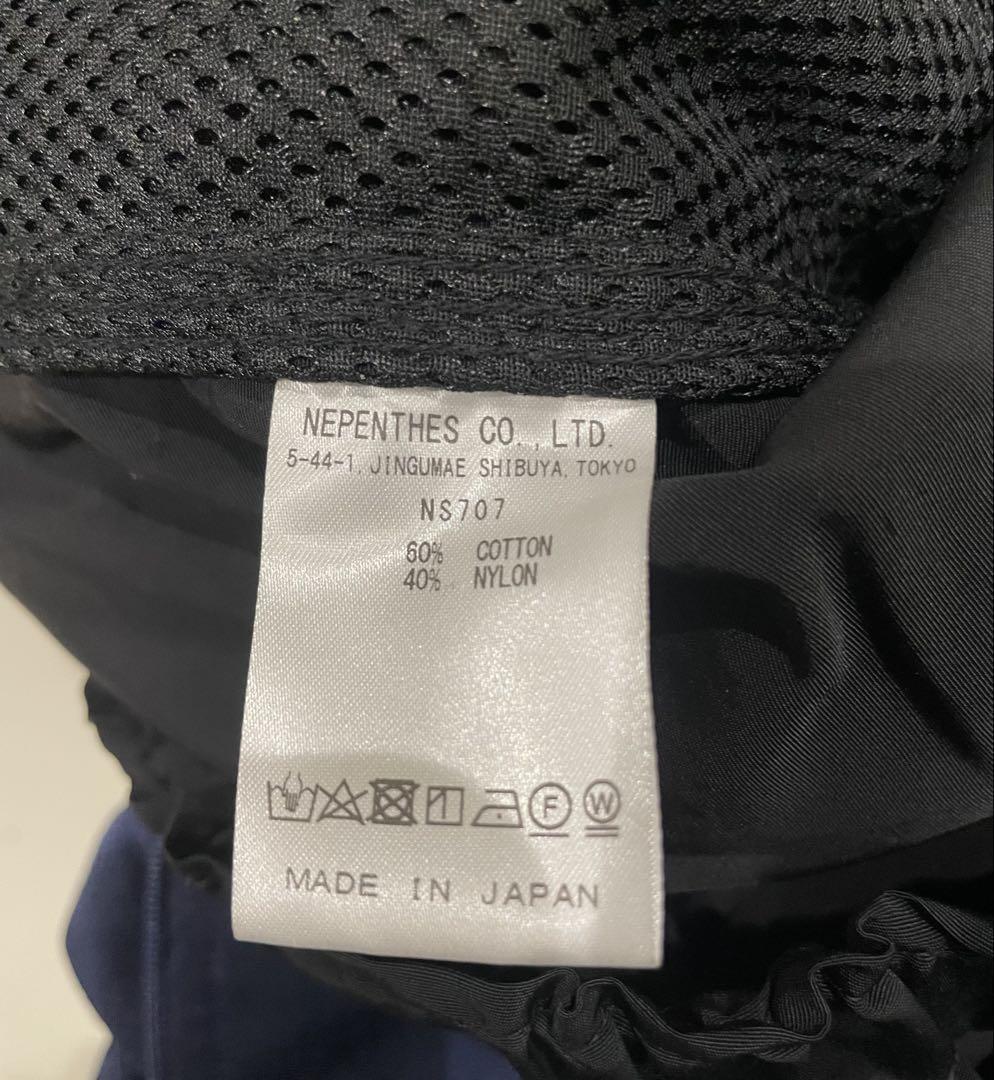 NEPENTHES CO., LTD.
5-44-1, JINGUMAE SHIBUYA, TOKYO
NS707
60% COTTON
40% NYLON
F W
MADE IN JAPAN